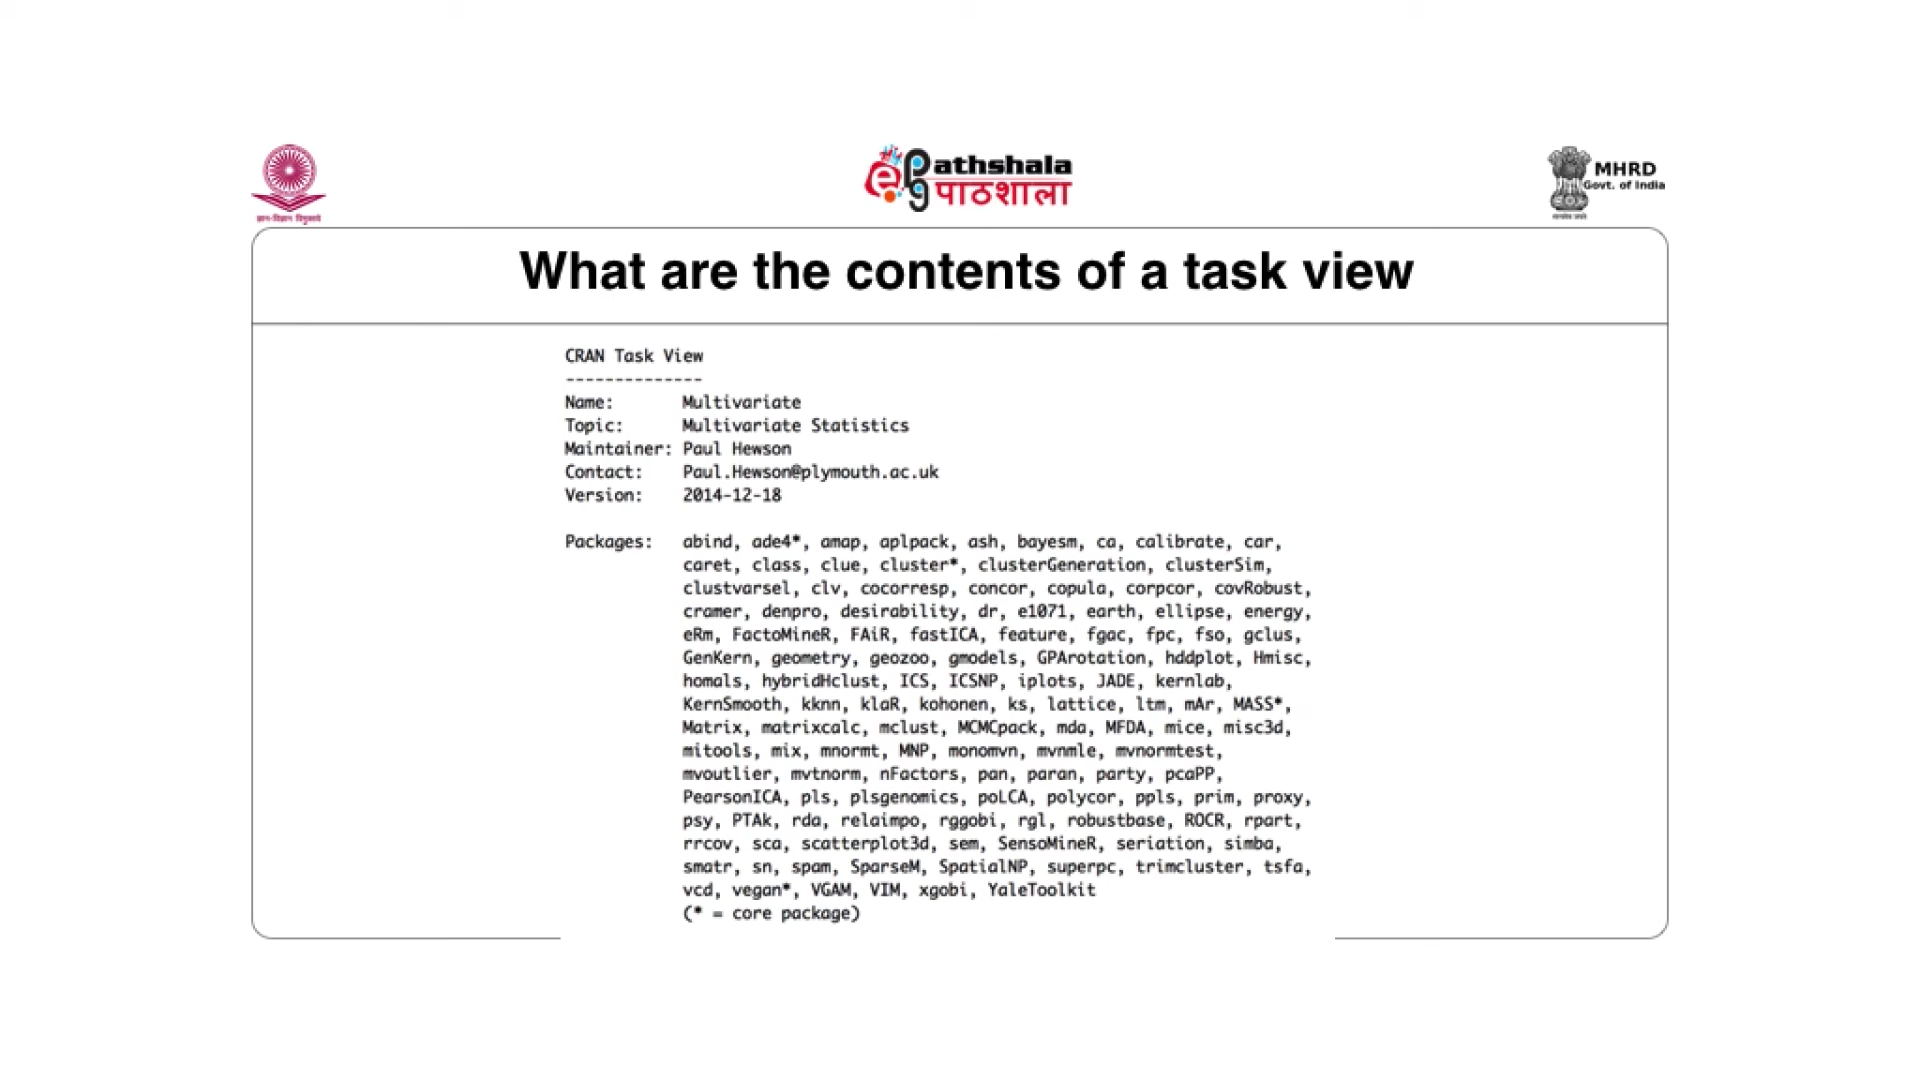 ज्ञान-विज्ञान विमुक्तये
athshala
पाठशाला
MHRD
Govt. of India
What are the contents of a task view
CRAN Task View
--------------
Name: Multivariate
Topic: Multivariate Statistics
Maintainer: Paul Hewson
Contact: Paul.Hewson@plymouth.ac.uk
Version: 2014-12-18
Packages: abind, ade4*, amap, aplpack, ash, bayesm, ca, calibrate, car,
caret, class, clue, cluster*, clusterGeneration, clusterSim,
clustvarsel, clv, cocorresp, concor, copula, corpcor, covRobust,
cramer, denpro, desirability, dr, e1071, earth, ellipse, energy,
eRm, FactoMineR, FAiR, fastICA, feature, fgac, fpc, fso, gclus,
GenKern, geometry, geozoo, gmodels, GPArotation, hddplot, Hmisc,
homals, hybridHclust, ICS, ICSNP, iplots, JADE, kernlab,
KernSmooth, kknn, klaR, kohonen, ks, lattice, ltm, mAr, MASS*,
Matrix, matrixcalc, mclust, MCMCpack, mda, MFDA, mice, misc3d,
mitools, mix, mnormt, MNP, monomvn, mvnmle, mvnormtest,
mvoutlier, mvtnorm, nFactors, pan, paran, party, pcaPP,
PearsonICA, pls, plsgenomics, poLCA, polycor, ppls, prim, proxy,
psy, PTAk, rda, relaimpo, rggobi, rgl, robustbase, ROCR, rpart,
rrcov, sca, scatterplot3d, sem, SensoMineR, seriation, simba,
smatr, sn, spam, SparseM, SpatialNP, superpc, trimcluster, tsfa,
vcd, vegan*, VGAM, VIM, xgobi, YaleToolkit
(* = core package)